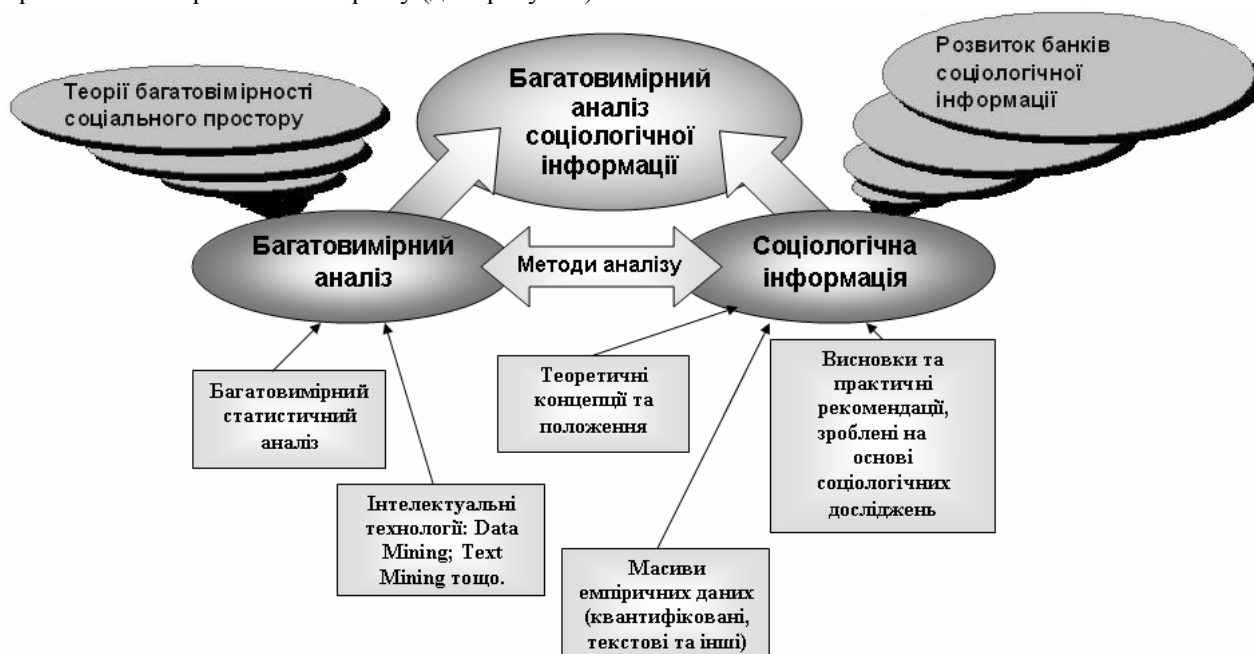 Теорії багатовімірності
соціального простору
Багатовимірний
аналіз
соціологічної
інформації
Розвиток банків
соціологічної
інформації
Багатовимірний
аналіз
Методи аналізу
Соціологічна
інформація
Багатовимірний
статистичний
аналіз
Інтелектуальні
технології: Data
Mining; Text
Mining тощо.
Теоретичні
концепції та
положення
Масиви
емпіричних даних
(квантифіковані,
текстові та інші)
Висновки та
практичні
рекомендації,
зроблені на
основі
соціологічних
досліджень